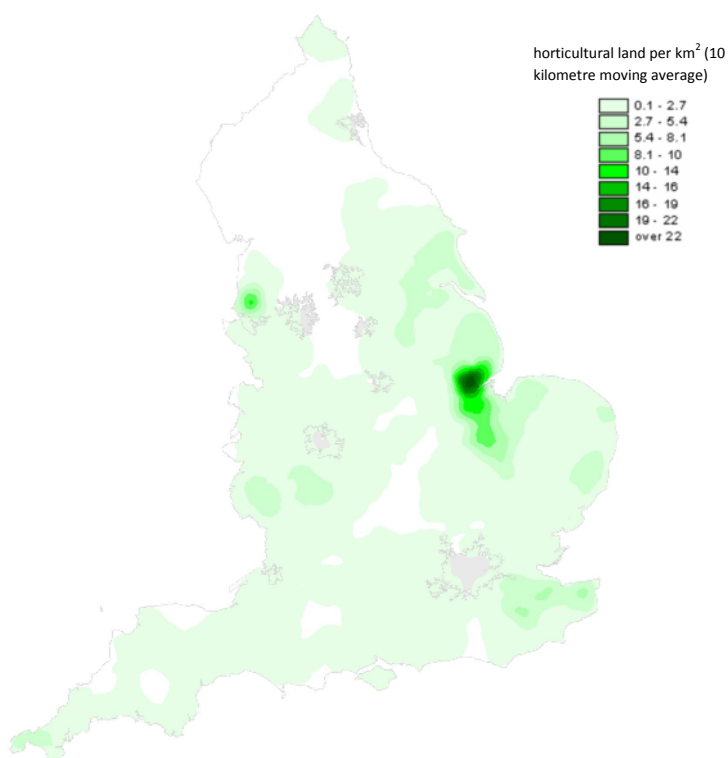 horticultural land per km² (10
kilometre moving average)
0.1 - 2.7
2.7 - 5.4
5.4 - 8.1
8.1 - 10
10 - 14
14 - 16
16 - 19
19 - 22
over 22